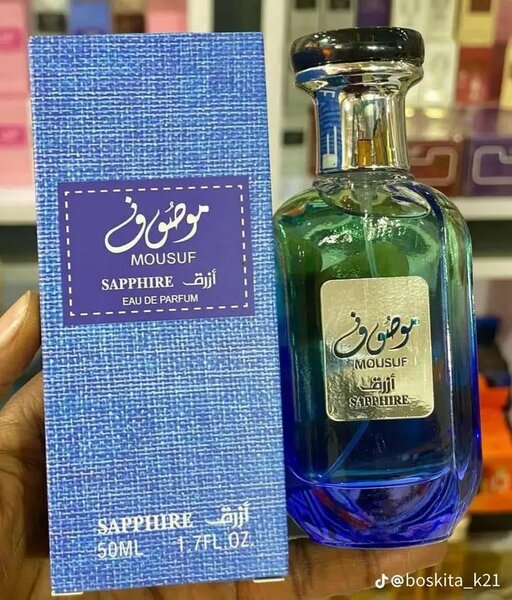 موصوف
MOUSUF
SAPPHIRE أزرق
EAU DE PARFUM
SAPPHIRE أزرق
50ML 1.7FL.OZ
موصوف
MOUSUF
أزرق
SAPPHIRE
@boskita_k21